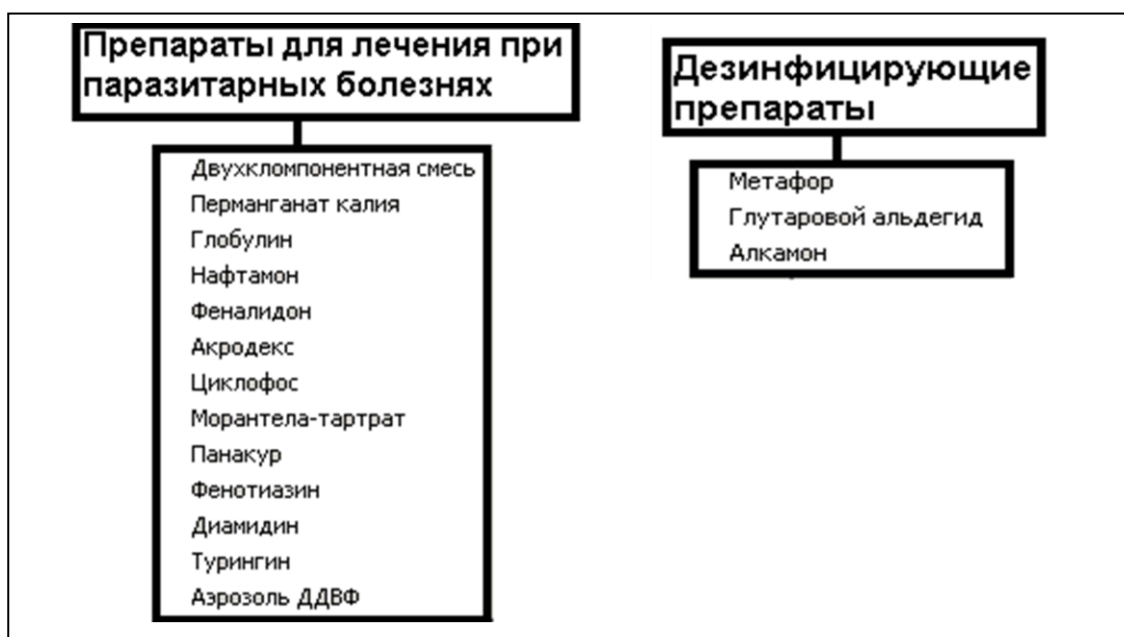 Препараты для лечения при
паразитарных болезнях
Двухкломпонентная смесь
Перманганат калия
Глобулин
Нафтамон
Феналидон
Акродекс
Циклофос
Морантела-тартрат
Панакур
Фенотиазин
Диамидин
Турингин
Аэрозоль ДДВФ
Дезинфицирующие
препараты
Метафор
Глутаровой альдегид
Алкамон